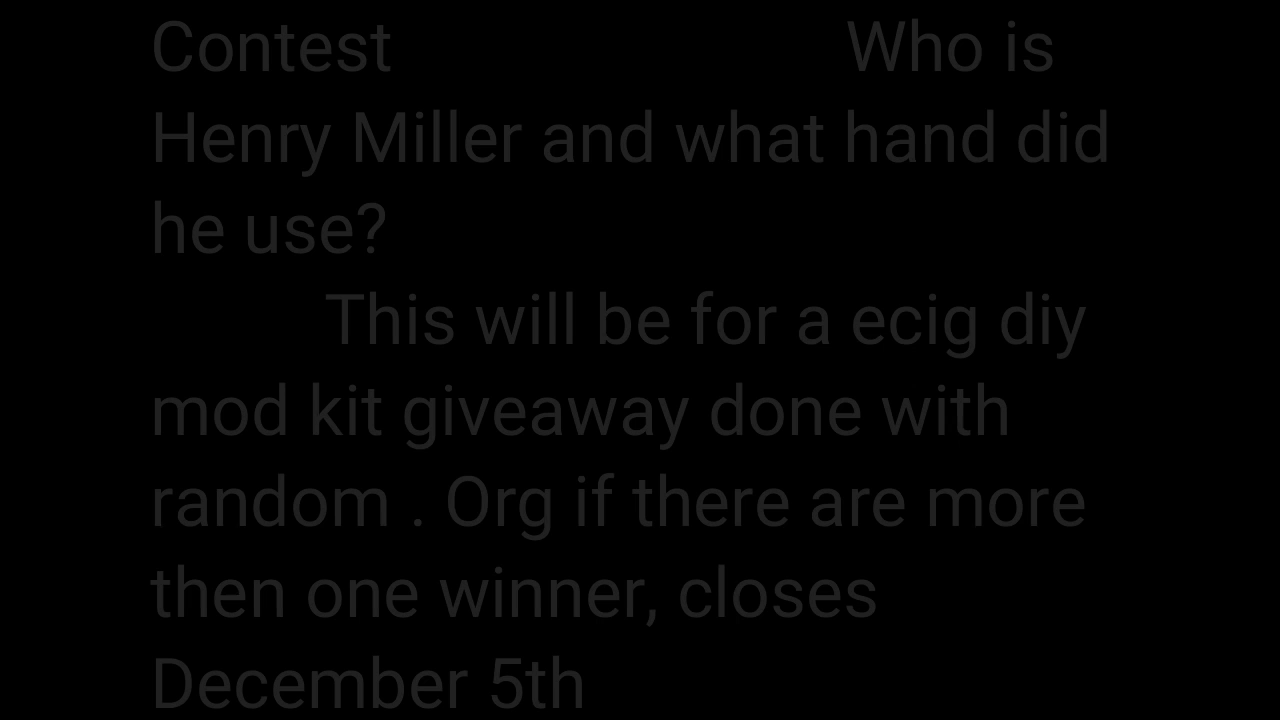 Contest Who is
Henry Miller and what hand did
he use?
This will be for a ecig diy
mod kit giveaway done with
random . Org if there are more
then one winner, closes
December 5th